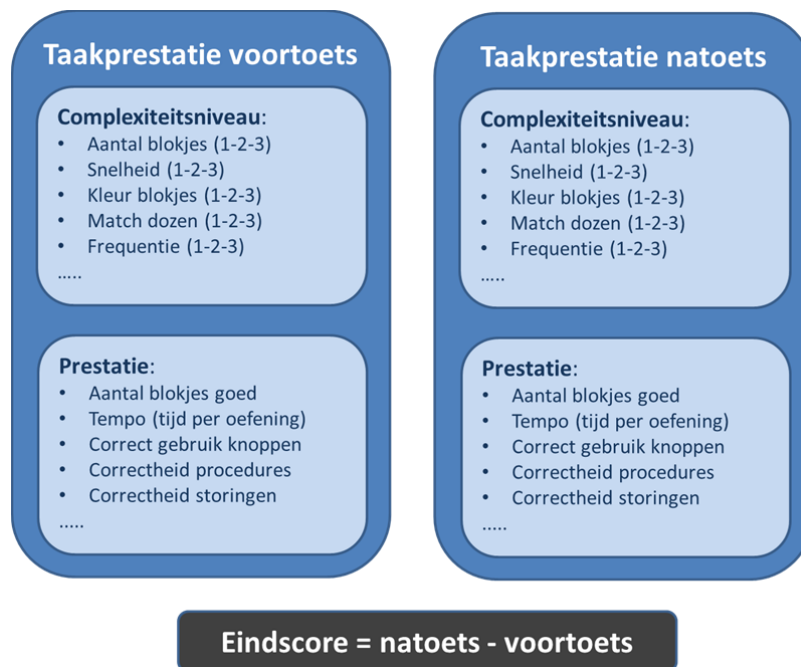 Taakprestatie voortoets
Complexiteitsniveau:
• Aantal blokjes (1-2-3)
• Snelheid (1-2-3)
• Kleur blokjes (1-2-3)
• Match dozen (1-2-3)
• Frequentie (1-2-3)
.....
Prestatie:
• Aantal blokjes goed
• Tempo (tijd per oefening)
• Correct gebruik knoppen
• Correctheid procedures
• Correctheid storingen
.....
Taakprestatie natoets
Complexiteitsniveau:
• Aantal blokjes (1-2-3)
• Snelheid (1-2-3)
• Kleur blokjes (1-2-3)
• Match dozen (1-2-3)
• Frequentie (1-2-3)
.....
Prestatie:
• Aantal blokjes goed
• Tempo (tijd per oefening)
• Correct gebruik knoppen
• Correctheid procedures
• Correctheid storingen
.....
Eindscore = natoets - voortoets